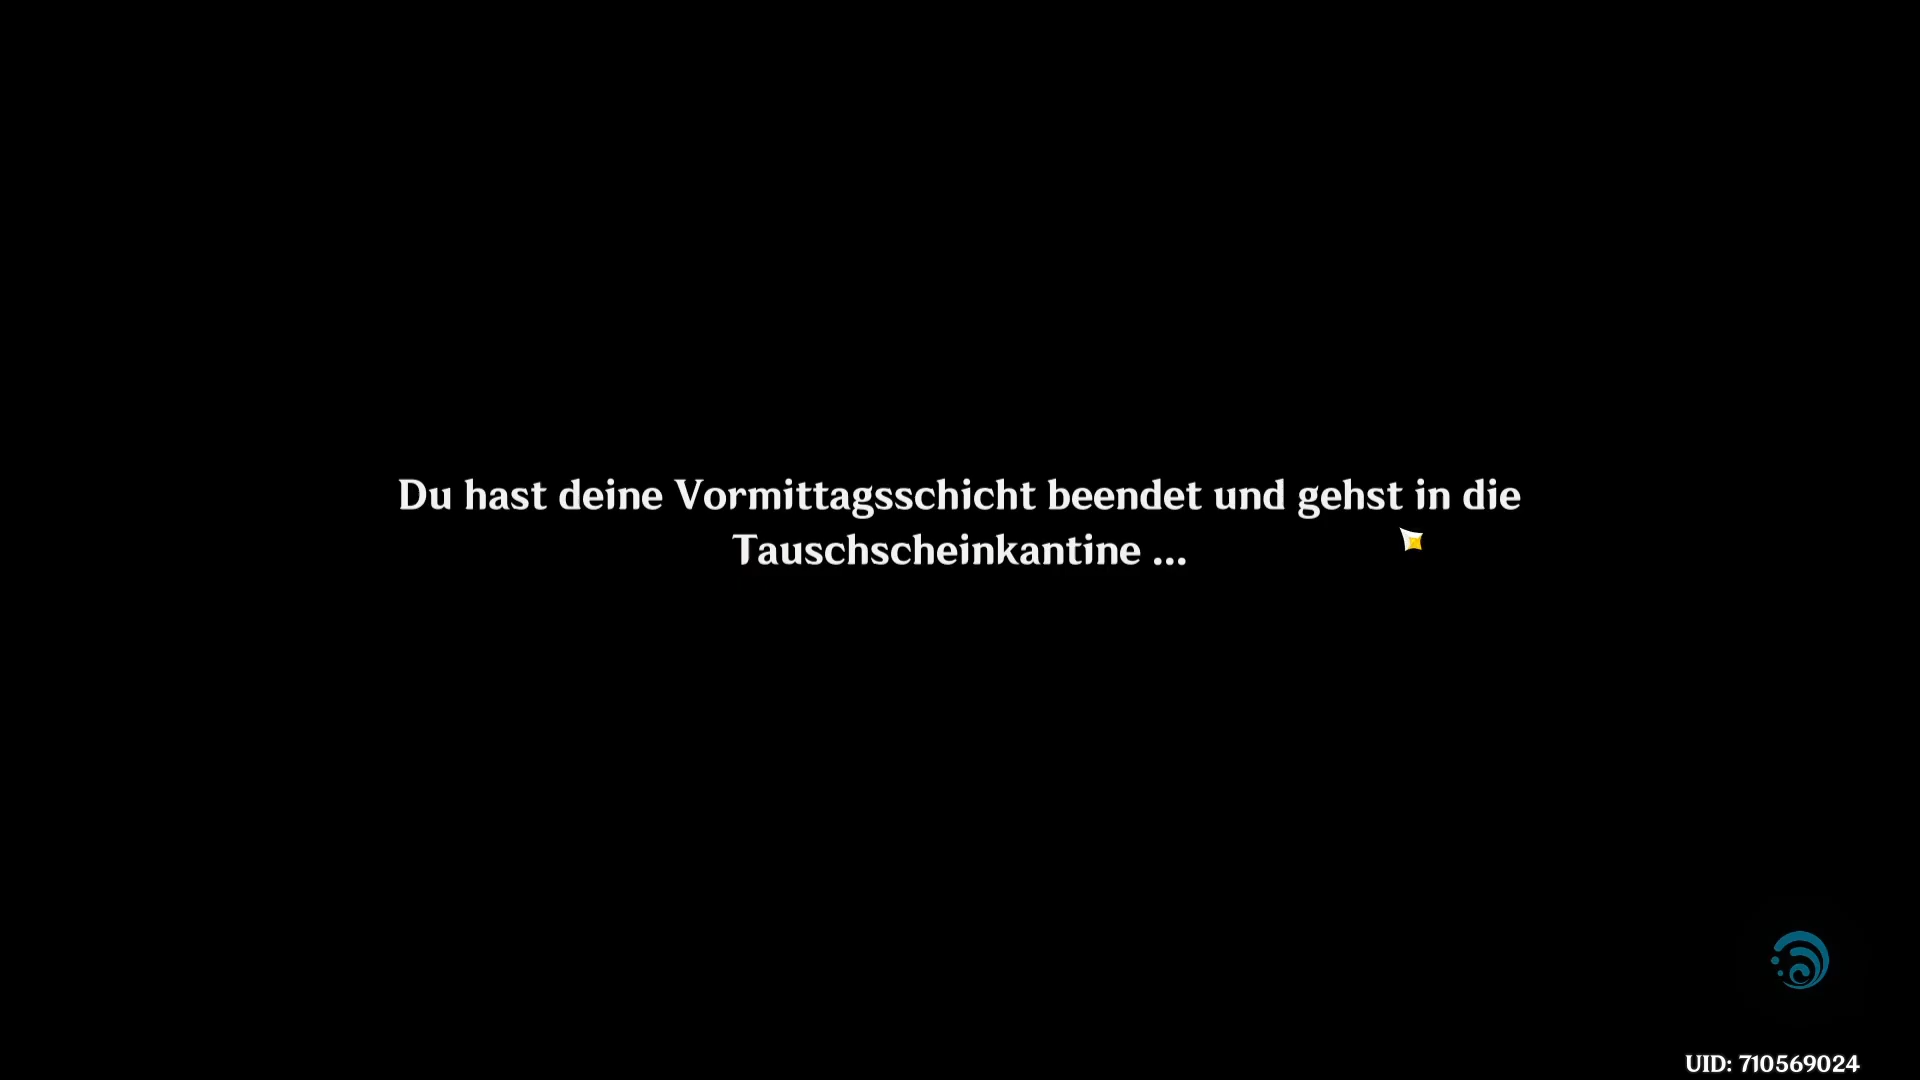 Du hast deine Vormittagsschicht beendet und gehst in die
Tauschscheinkantine ...
UID: 710569024